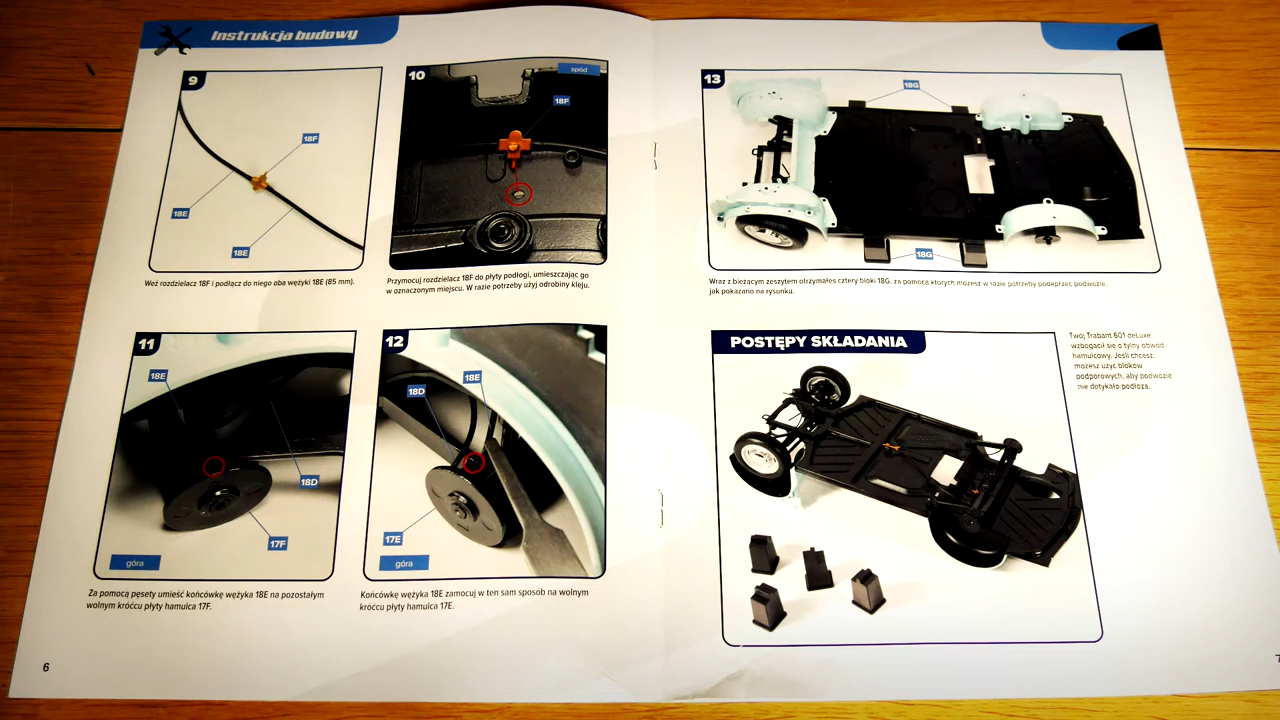 Instrukcja budowy
9
18F
18E
18E
Weź rozdzielacz 18F i podłącz do niego oba wężyki 18E (85 mm).
10
spód
18F
Przymocuj rozdzielacz 18F do płyty podłogi, umieszczając go
w oznaczonym miejscu. W razie potrzeby użyj odrobiny kleju.
11
18E
18D
17F
góra
Za pomocą pęsety umieść końcówkę wężyka 18E na pozostałym
wolnym króćcu płyty hamulca 17F.
12
18E
18D
17E
góra
Końcówkę wężyka 18E zamocuj w ten sam sposób na wolnym
króćcu płyty hamulca 17E.
6
13
18G
18G
Wraz z bieżącym zeszytem otrzymałeś cztery bloki 18G, za pomocą których możesz w razie potrzeby podeprzeć podwozie,
jak pokazano na rysunku.
POSTĘPY SKŁADANIA
Twój Trabant 601 deLuxe
wzbogacił się o tylny obwód
hamulcowy. Jeśli chcesz,
możesz użyć bloków
podporowych, aby podwozie
nie dotykało podłoża.
7